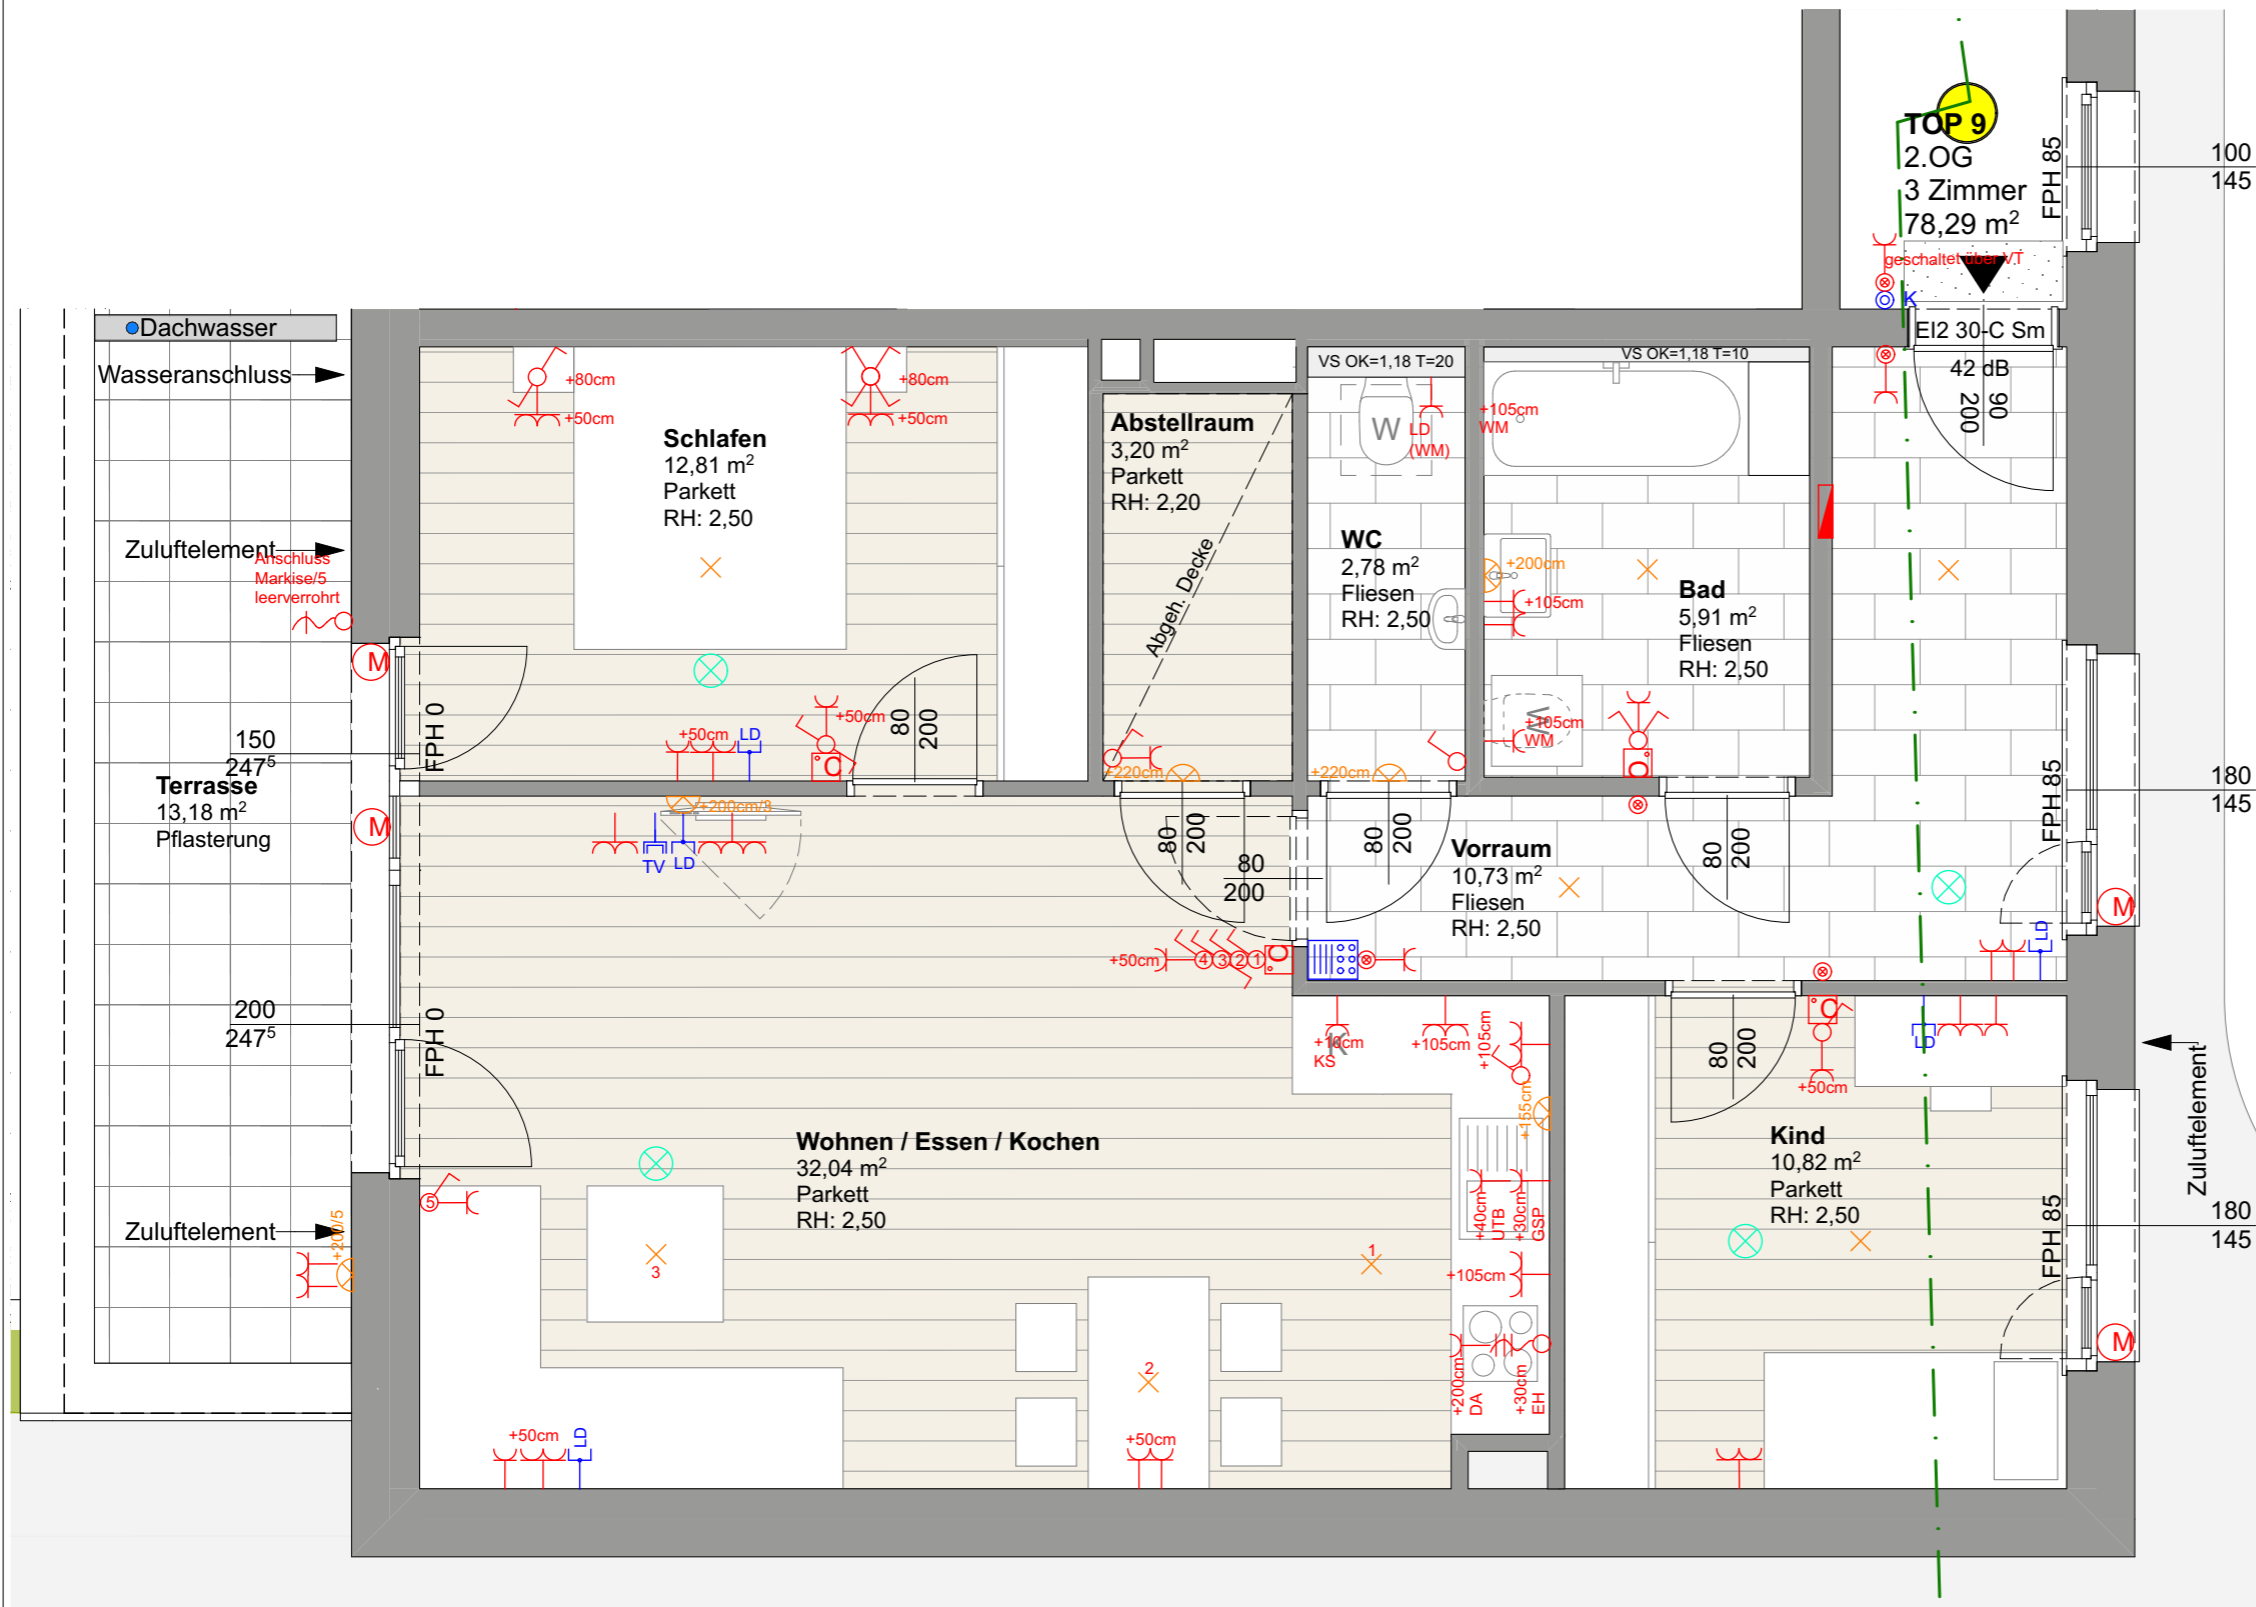 TOP 9
2.OG
3 Zimmer
78,29 m²
geschaltet über VT
K
EI2 30-C Sm
42 dB
90
200
FPH 85
100
145
Dachwasser
Wasseranschluss
Zuluftelement
Anschluss
Markise/5
leerverrohrt
M
M
150
247⁵
FPH 0
Terrasse
13,18 m²
Pflasterung
200
247⁵
FPH 0
Zuluftelement
+200/5
+80cm
+50cm
+80cm
+50cm
Schlafen
12,81 m²
Parkett
RH: 2,50
+50cm
LD
+50cm
80
200
Abstellraum
3,20 m²
Parkett
RH: 2,20
Abgeh. Decke
+220cm
80
200
VS OK=1,18 T=20
W
LD
(WM)
WC
2,78 m²
Fliesen
RH: 2,50
+220cm
80
200
VS OK=1,18 T=10
+105cm
WM
+200cm
+105cm
Bad
5,91 m²
Fliesen
RH: 2,50
W
+105cm
WM
80
200
80
200
Vorraum
10,73 m²
Fliesen
RH: 2,50
FPH 85
180
145
M
LD
+200cm/3
TV
LD
+50cm
4
3
2
1
+10cm
KS
K
+105cm
+105cm
+155cm
Wohnen / Essen / Kochen
32,04 m²
Parkett
RH: 2,50
5
3
1
2
+40cm
UTB
+30cm
GSP
+105cm
+200cm
DA
+30cm
EH
+50cm
LD
+50cm
80
200
+50cm
LD
Kind
10,82 m²
Parkett
RH: 2,50
FPH 85
180
145
M
Zuluftelement